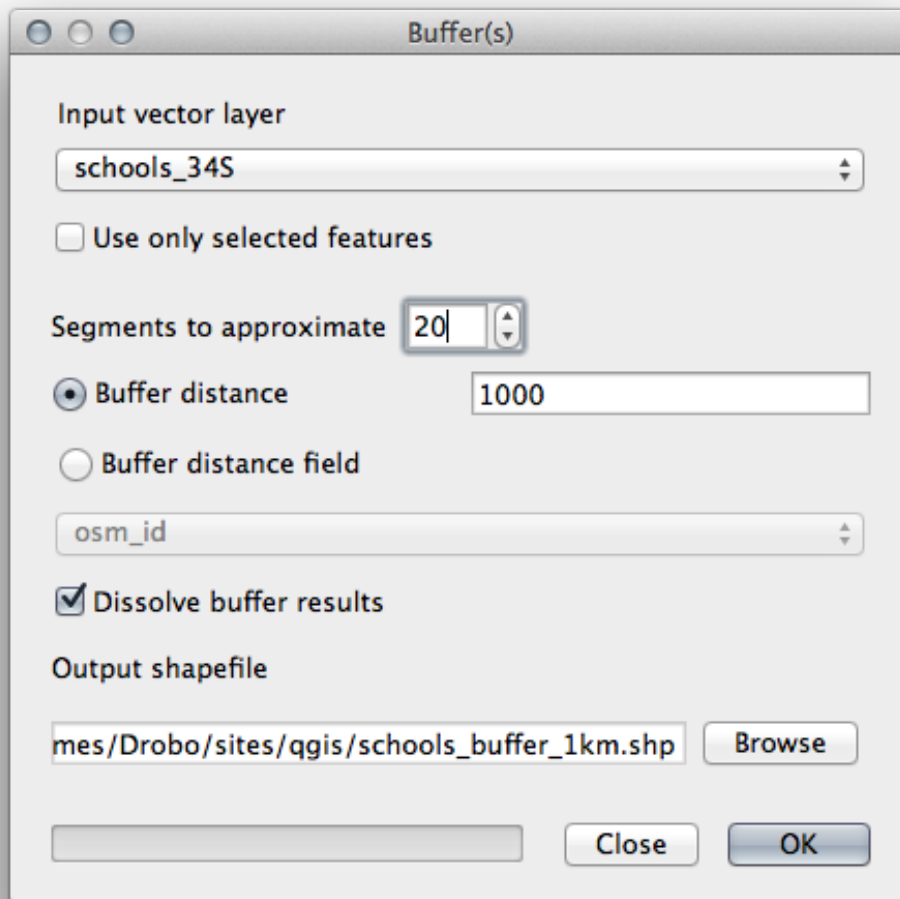 Buffer(s)
Input vector layer
schools_34S
Use only selected features
Segments to approximate 20
Buffer distance 1000
Buffer distance field
osm_id
Dissolve buffer results
Output shapefile
mes/Drobo/sites/qgis/schools_buffer_1km.shp Browse
Close OK